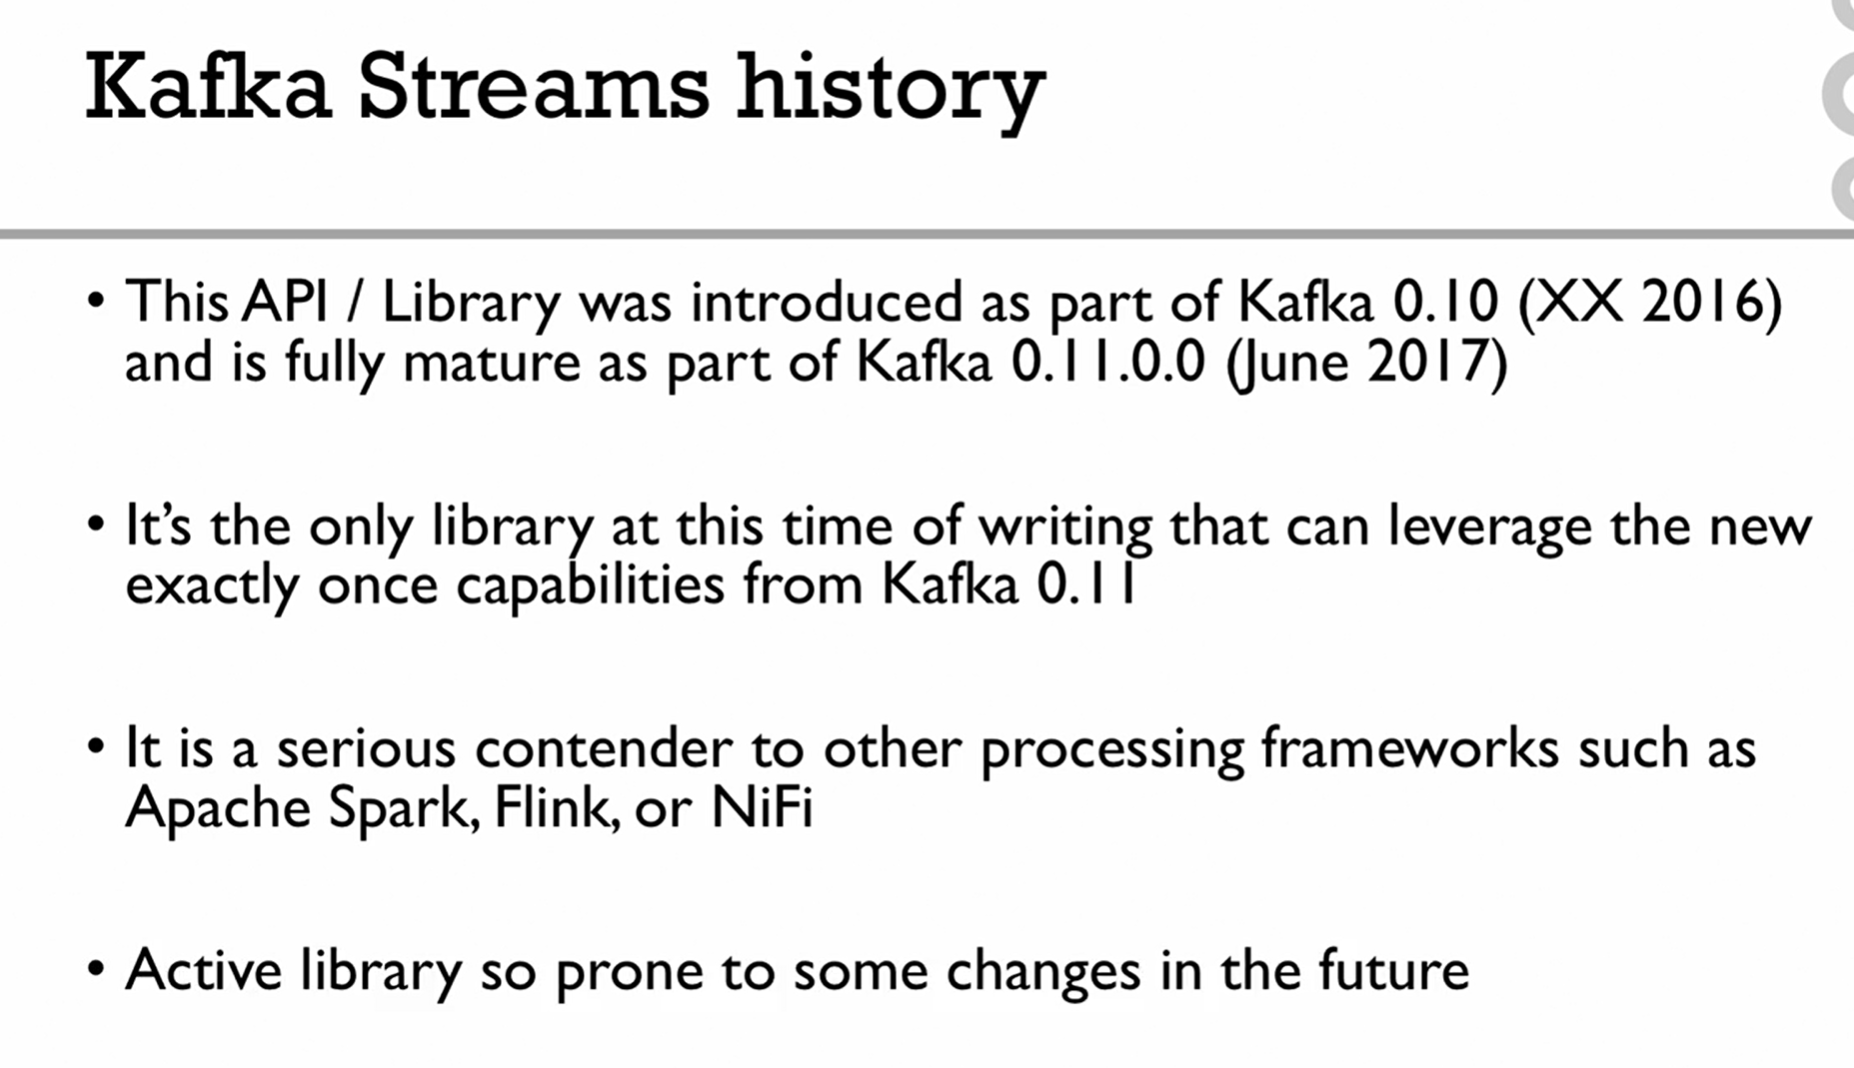 Kafka Streams history
• This API / Library was introduced as part of Kafka 0.10 (XX 2016)
and is fully mature as part of Kafka 0.11.0.0 (June 2017)
• It’s the only library at this time of writing that can leverage the new
exactly once capabilities from Kafka 0.11
• It is a serious contender to other processing frameworks such as
Apache Spark, Flink, or NiFi
• Active library so prone to some changes in the future